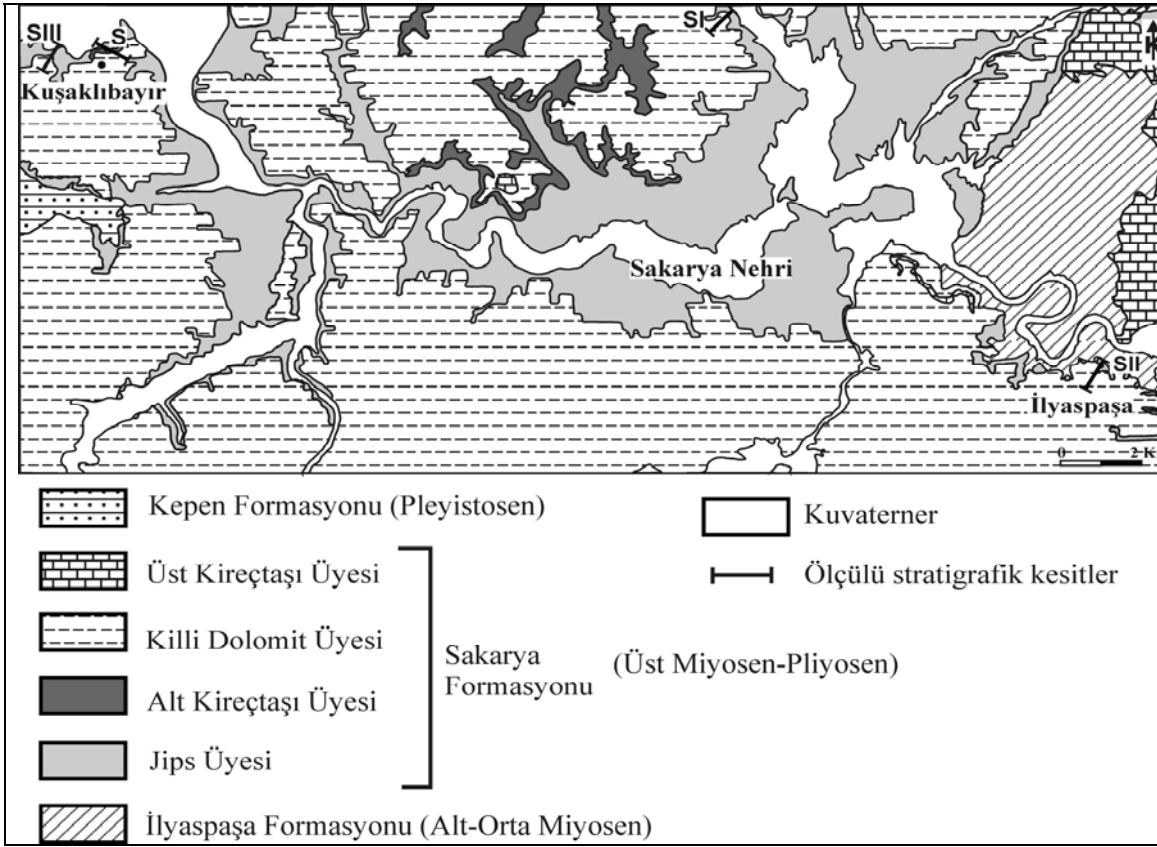 SIII
S
SI
K
Kuşaklıbayır
Sakarya Nehri
SII
İlyaspaşa
0 2 K
Kepen Formasyonu (Pleyistosen)
Kuvaterner
Üst Kireçtaşı Üyesi
Ölçülü stratigrafik kesitler
Killi Dolomit Üyesi
Sakarya
Formasyonu
(Üst Miyosen-Pliyosen)
Alt Kireçtaşı Üyesi
Jips Üyesi
İlyaspaşa Formasyonu (Alt-Orta Miyosen)